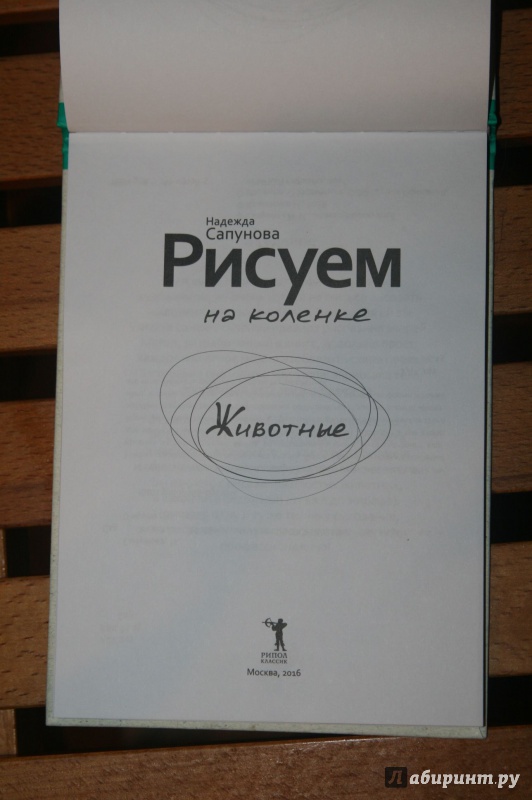 Надежда
Сапунова
Рисуем
на коленке
Животные
РИПОЛ
КЛАССИК
Москва, 2016
Лабиринт.ру